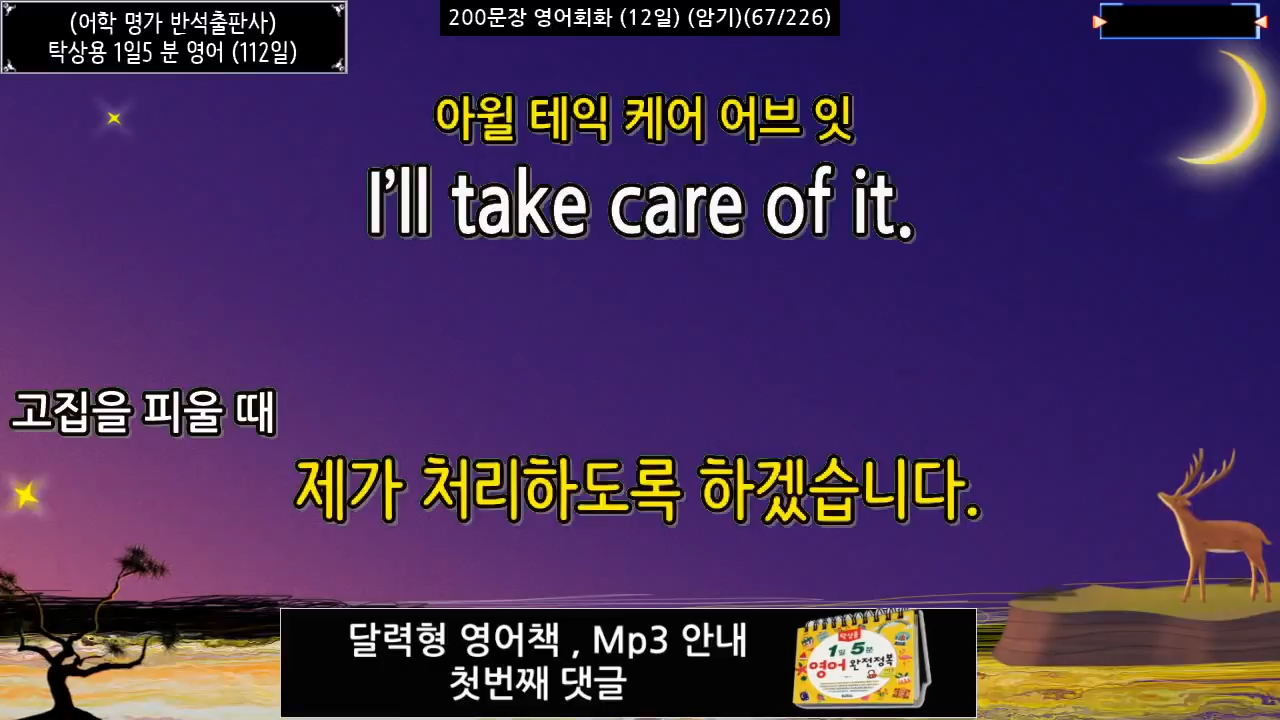 (어학 명가 반석출판사)
탁상용 1일5 분 영어 (112일)
200문장 영어회화 (12일) (암기)(67/226)
아윌 테익 케어 어브 잇
I'll take care of it.
고집을 피울 때
제가 처리하도록 하겠습니다.
달력형 영어책 , Mp3 안내
첫번째 댓글
탁상용
1일 5분
영어 완전정복